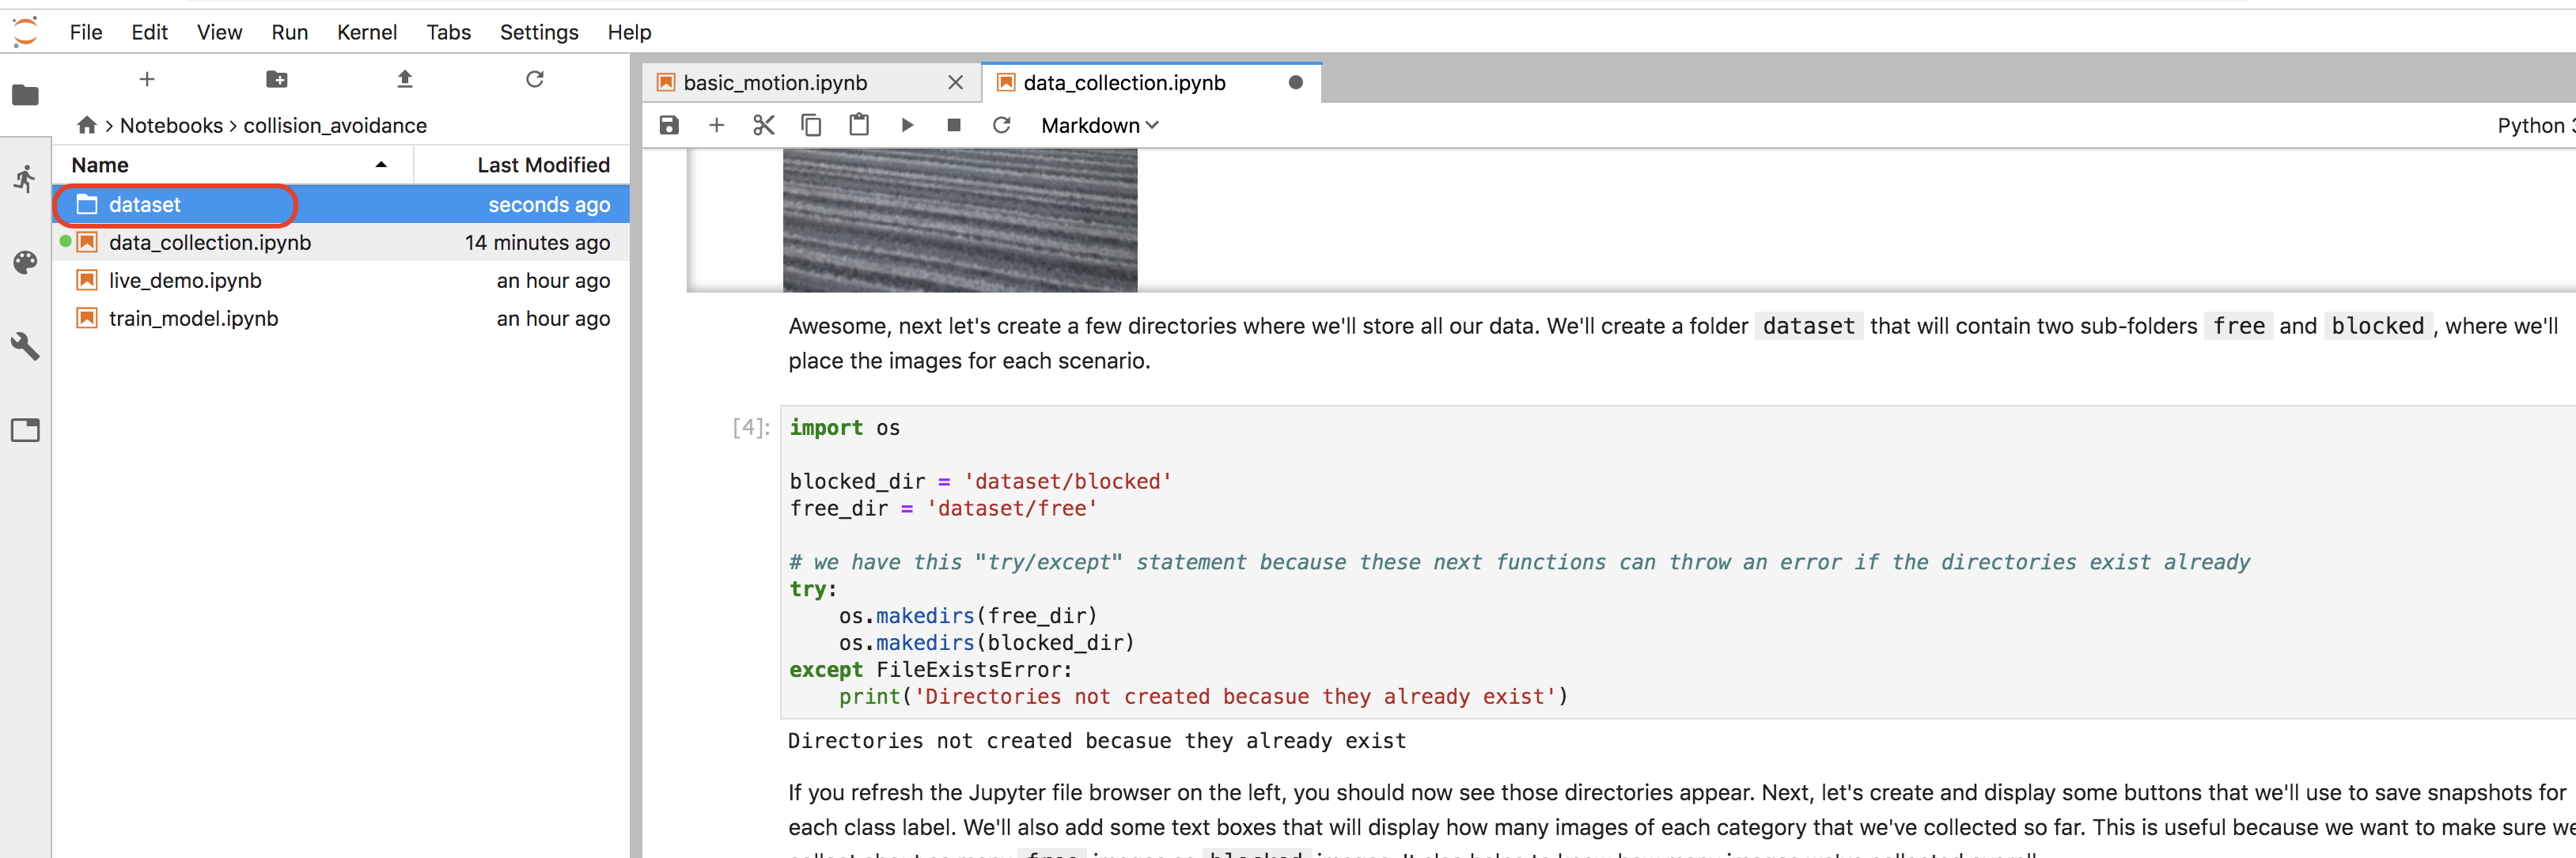 File Edit View Run Kernel Tabs Settings Help
Notebooks > collision_avoidance
Name Last Modified
dataset seconds ago
data_collection.ipynb 14 minutes ago
live_demo.ipynb an hour ago
train_model.ipynb an hour ago
basic_motion.ipynb data_collection.ipynb
Markdown Python 3
Awesome, next let's create a few directories where we'll store all our data. We'll create a folder dataset that will contain two sub-folders free and blocked , where we'll
place the images for each scenario.
[4]: import os
blocked_dir = 'dataset/blocked'
free_dir = 'dataset/free'
# we have this "try/except" statement because these next functions can throw an error if the directories exist already
try:
    os.makedirs(free_dir)
    os.makedirs(blocked_dir)
except FileExistsError:
    print('Directories not created becasue they already exist')
Directories not created becasue they already exist
If you refresh the Jupyter file browser on the left, you should now see those directories appear. Next, let's create and display some buttons that we'll use to save snapshots for
each class label. We'll also add some text boxes that will display how many images of each category that we've collected so far. This is useful because we want to make sure we